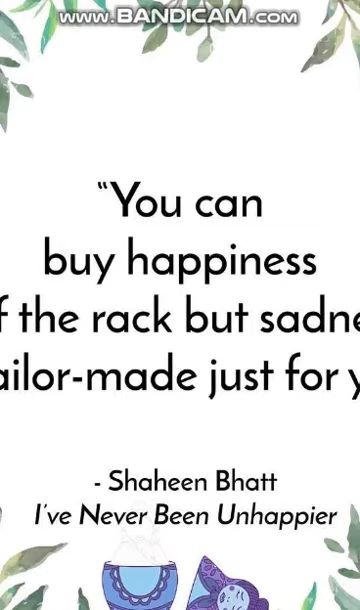 www.BANDICAM.com
“You can
buy happiness
f the rack but sadne
ailor-made just for y
- Shaheen Bhatt
I've Never Been Unhappier